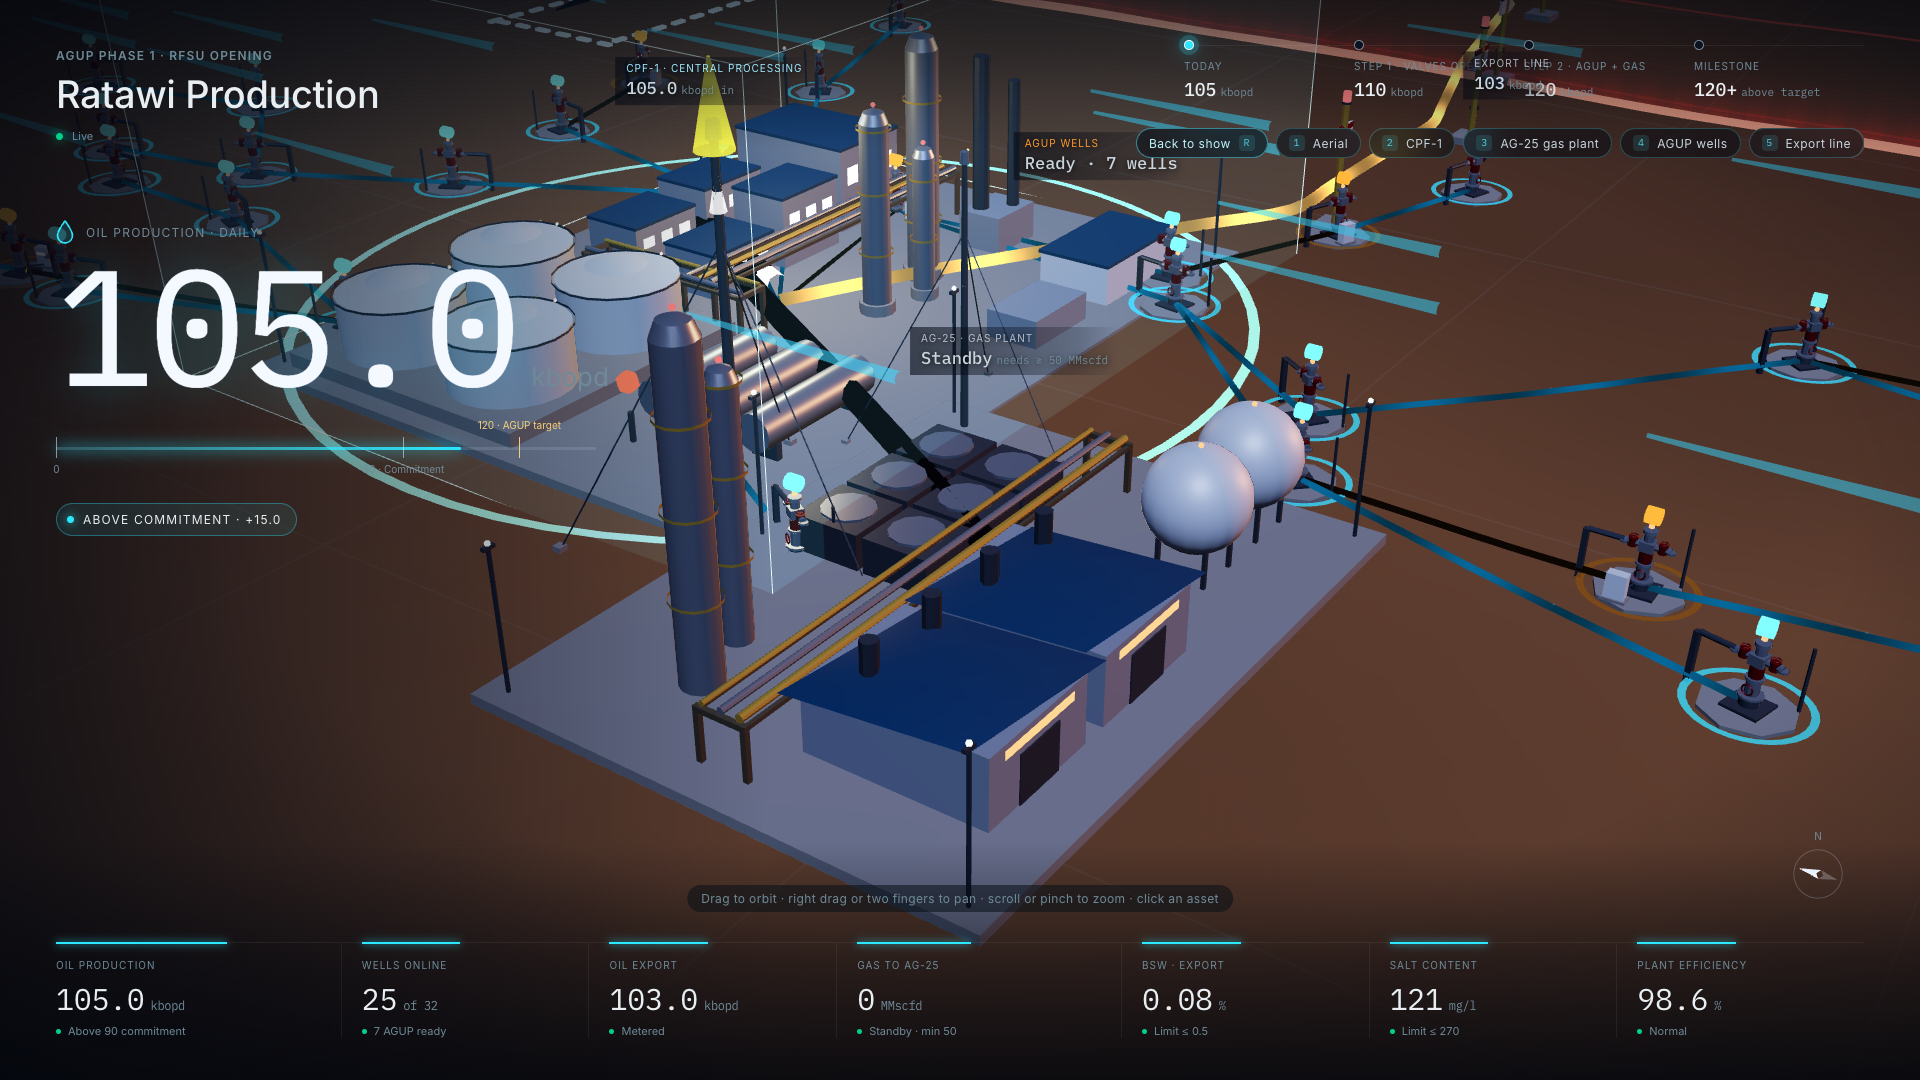 AGUP PHASE 1 · RFSU OPENING
Ratawi Production
Live
OIL PRODUCTION · DAILY
105.0 kbopd
120 · AGUP target
0
Commitment
ABOVE COMMITMENT · +15.0
CPF-1 · CENTRAL PROCESSING
105.0 kbopd in
TODAY
105 kbopd
STEP 1 · VALVES
110 kbopd
EXPORT LINE
103
2 · AGUP + GAS
120
MILESTONE
120+ above target
AGUP WELLS
Ready · 7 wells
Back to show R
1 Aerial
2 CPF-1
3 AG-25 gas plant
4 AGUP wells
5 Export line
AG-25 · GAS PLANT
Standby needs ≥ 50 MMscfd
N
Drag to orbit · right drag or two fingers to pan · scroll or pinch to zoom · click an asset
OIL PRODUCTION
105.0 kbopd
Above 90 commitment
WELLS ONLINE
25 of 32
7 AGUP ready
OIL EXPORT
103.0 kbopd
Metered
GAS TO AG-25
0 MMscfd
Standby · min 50
BSW · EXPORT
0.08 %
Limit ≤ 0.5
SALT CONTENT
121 mg/l
Limit ≤ 270
PLANT EFFICIENCY
98.6 %
Normal